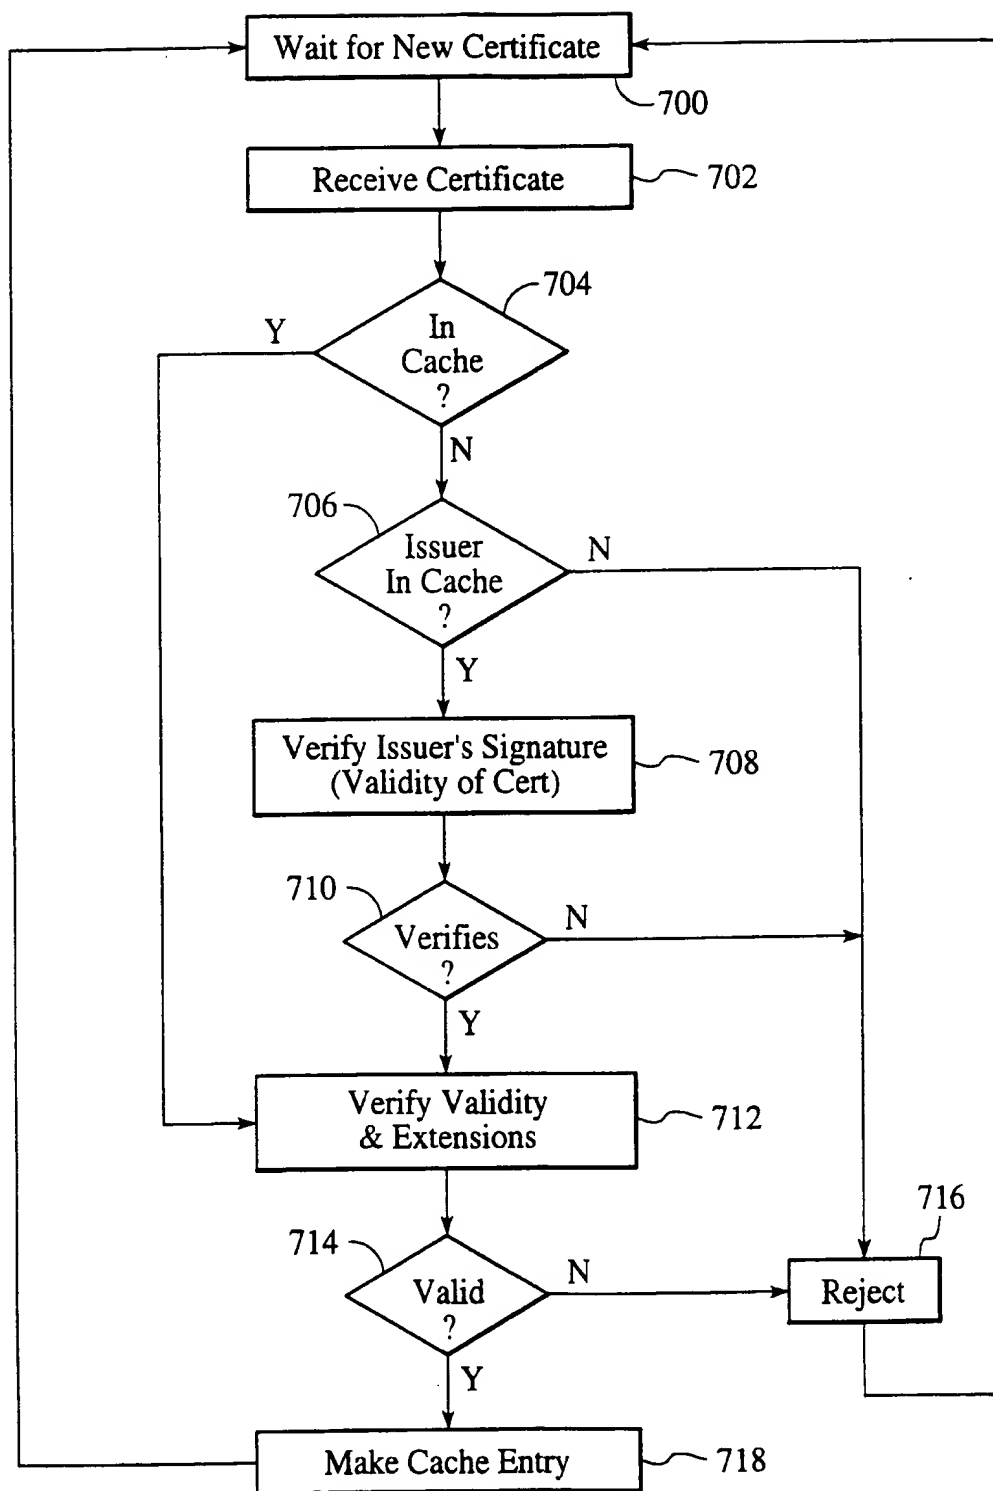 Wait for New Certificate
700
Receive Certificate
702
704
In
Cache
?
Y
N
706
Issuer
In Cache
?
N
Y
Verify Issuer's Signature
(Validity of Cert)
708
710
Verifies
?
N
Y
Verify Validity
& Extensions
712
714
Valid
?
N
716
Reject
Y
Make Cache Entry
718